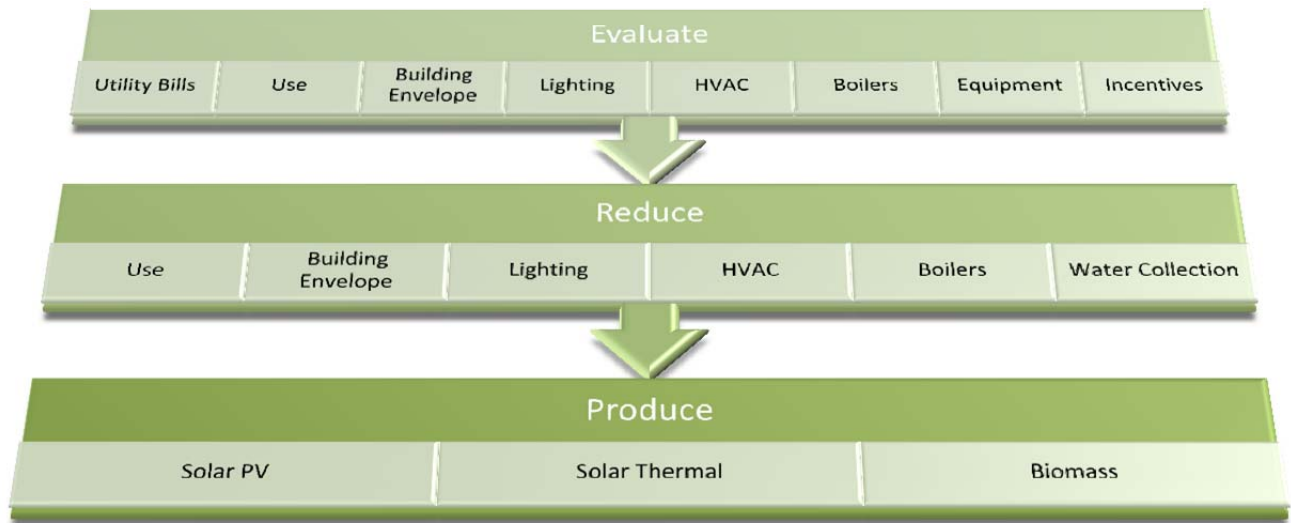 Evaluate
Utility Bills
Use
Building
Envelope
Lighting
HVAC
Boilers
Equipment
Incentives
Reduce
Use
Building
Envelope
Lighting
HVAC
Boilers
Water Collection
Produce
Solar PV
Solar Thermal
Biomass